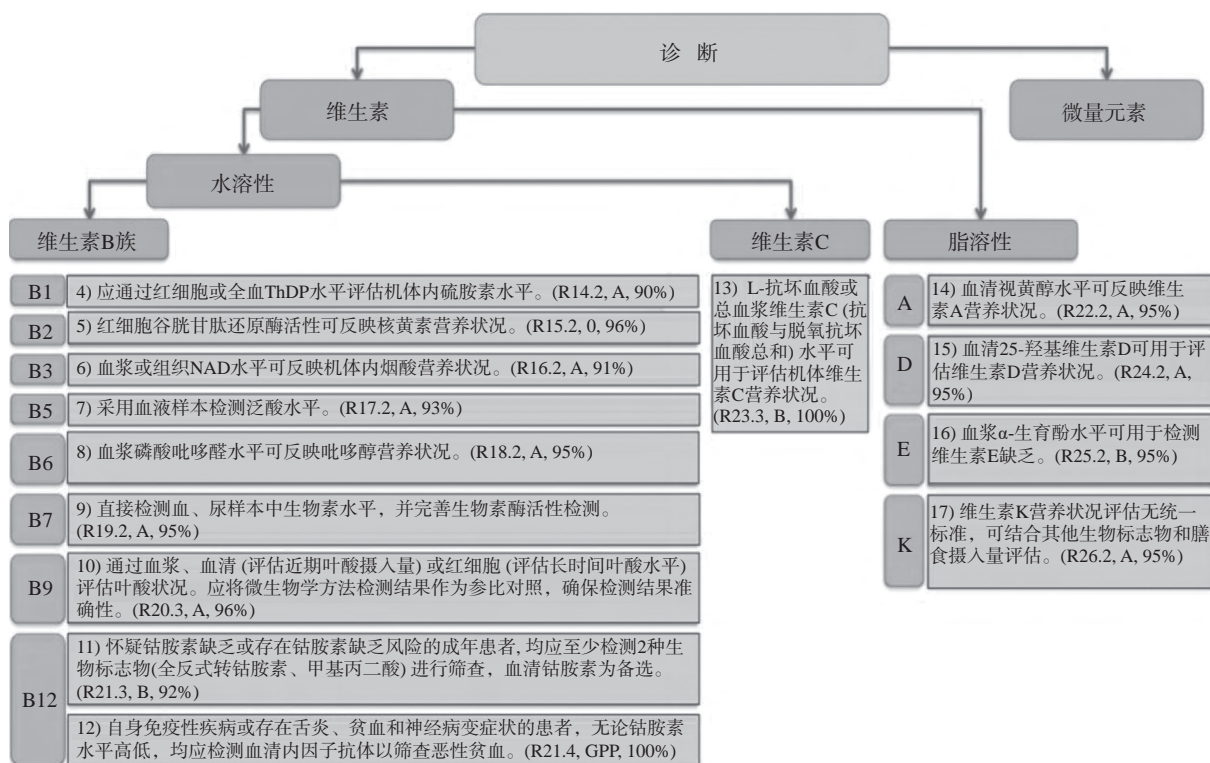 诊 断
维生素
微量元素
水溶性
维生素B族
维生素C
脂溶性
B1
4) 应通过红细胞或全血ThDP水平评估机体内硫胺素水平。(R14.2, A, 90%)
B2
5) 红细胞谷胱甘肽还原酶活性可反映核黄素营养状况。(R15.2, 0, 96%)
B3
6) 血浆或组织NAD水平可反映机体内烟酸营养状况。(R16.2, A, 91%)
B5
7) 采用血液样本检测泛酸水平。(R17.2, A, 93%)
B6
8) 血浆磷酸吡哆醛水平可反映吡哆醇营养状况。(R18.2, A, 95%)
B7
9) 直接检测血、尿样本中生物素水平，并完善生物素酶活性检测。
(R19.2, A, 95%)
B9
10) 通过血浆、血清 (评估近期叶酸摄入量) 或红细胞 (评估长时间叶酸水平)
评估叶酸状况。应将微生物学方法检测结果作为参比对照，确保检测结果准
确性。(R20.3, A, 96%)
B12
11) 怀疑钴胺素缺乏或存在钴胺素缺乏风险的成年患者, 均应至少检测2种生
物标志物(全反式转钴胺素、甲基丙二酸) 进行筛查，血清钴胺素为备选。
(R21.3, B, 92%)
12) 自身免疫性疾病或存在舌炎、贫血和神经病变症状的患者，无论钴胺素
水平高低，均应检测血清内因子抗体以筛查恶性贫血。(R21.4, GPP, 100%)
13) L-抗坏血酸或
总血浆维生素C (抗
坏血酸与脱氧抗坏
血酸总和) 水平可
用于评估机体维生
素C营养状况。
(R23.3, B, 100%)
A
14) 血清视黄醇水平可反映维生
素A营养状况。(R22.2, A, 95%)
D
15) 血清25-羟基维生素D可用于评
估维生素D营养状况。(R24.2, A,
95%)
E
16) 血浆α-生育酚水平可用于检测
维生素E缺乏。(R25.2, B, 95%)
K
17) 维生素K营养状况评估无统一
标准，可结合其他生物标志物和膳
食摄入量评估。(R26.2, A, 95%)